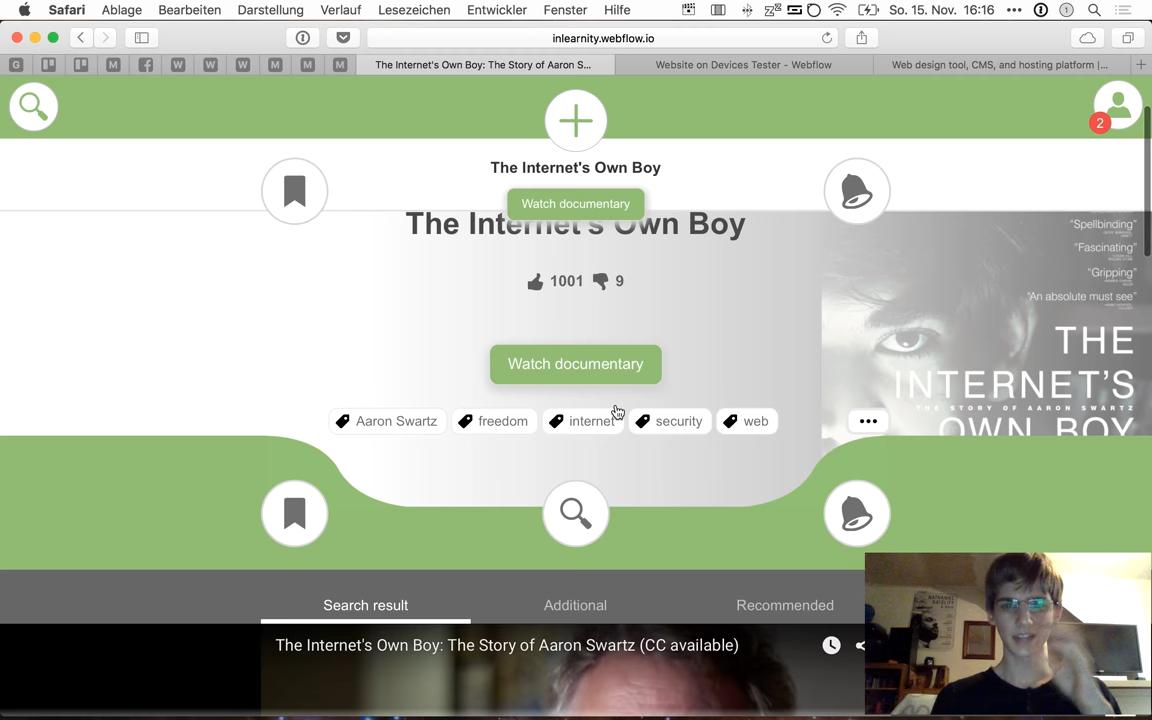 Safari Ablage Bearbeiten Darstellung Verlauf Lesezeichen Entwickler Fenster Hilfe 1 So. 15. Nov. 16:16
inlearnity.webflow.io
G M f W W W M M M The Internet's Own Boy: The Story of Aaron S... Website on Devices Tester - Webflow Web design tool, CMS, and hosting platform |...
2
The Internet's Own Boy
Watch documentary
The Internet's Own Boy
"Spellbinding"
"Fascinating"
"Gripping"
"An absolute must see"
1001 9
THE
INTERNET'S
THE STORY OF AARON SWARTZ
OWN BOY
Watch documentary
Aaron Swartz freedom internet security web
Search result Additional Recommended
The Internet's Own Boy: The Story of Aaron Swartz (CC available)